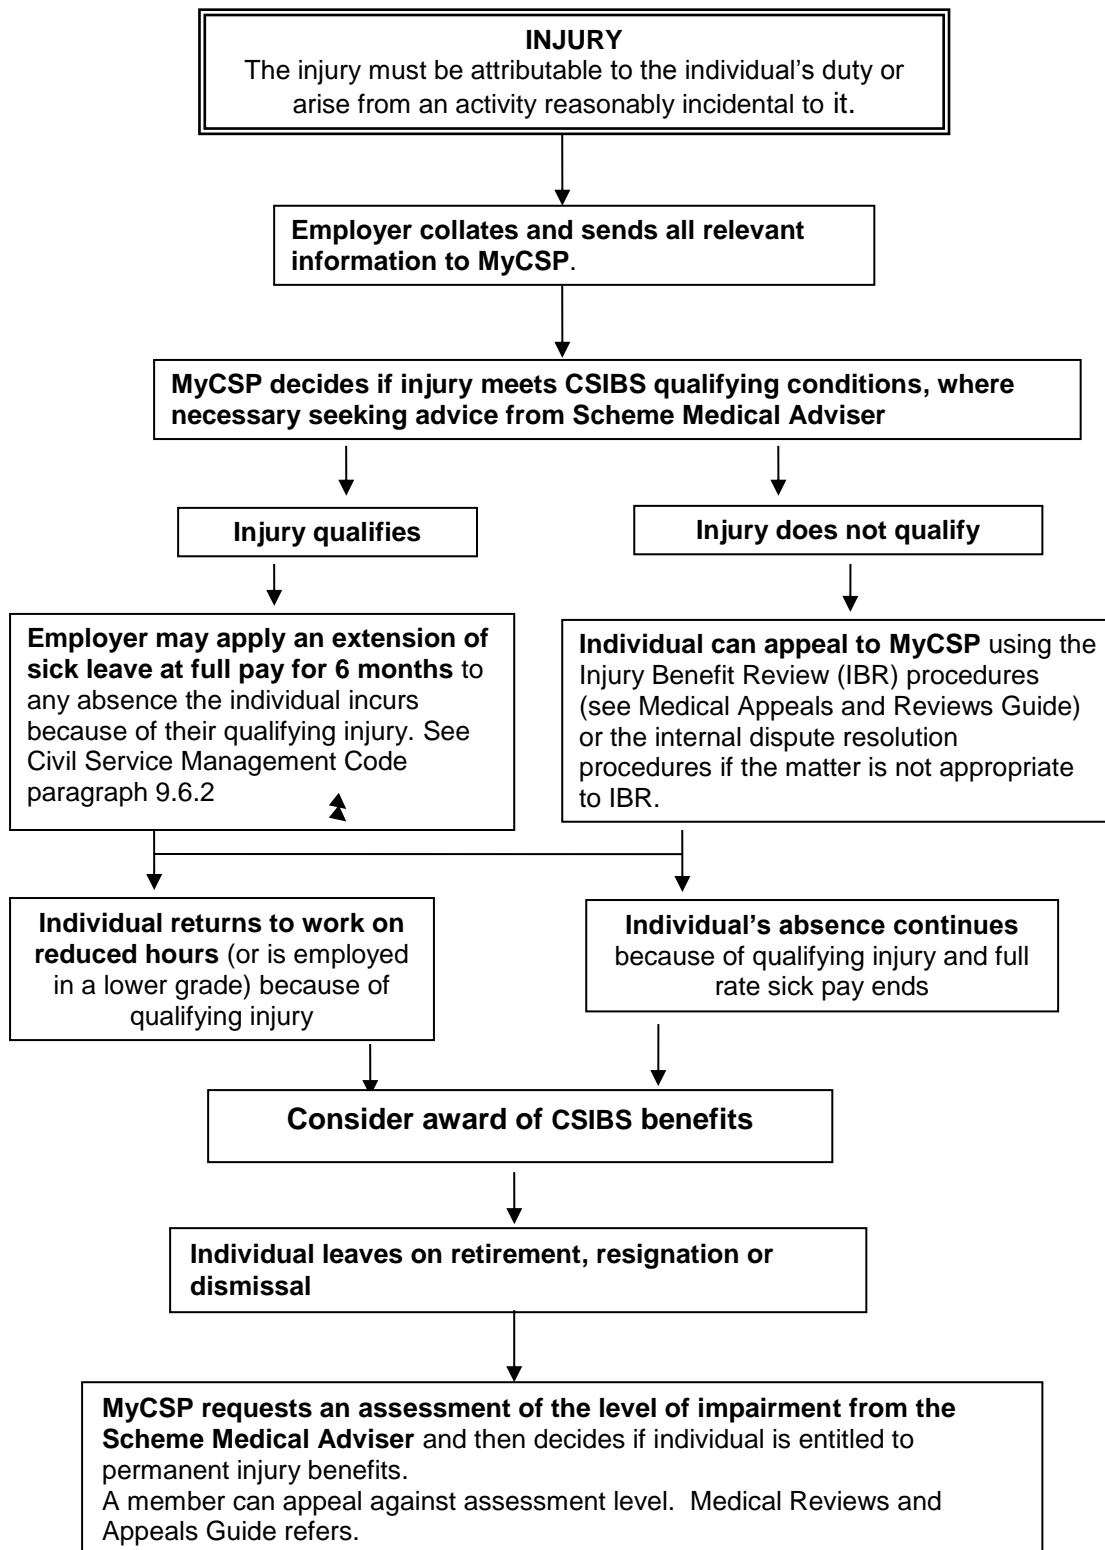 INJURY
The injury must be attributable to the individual's duty or
arise from an activity reasonably incidental to it.
Employer collates and sends all relevant
information to MyCSP.
MyCSP decides if injury meets CSIBS qualifying conditions, where
necessary seeking advice from Scheme Medical Adviser
Injury qualifies
Injury does not qualify
Employer may apply an extension of
sick leave at full pay for 6 months to
any absence the individual incurs
because of their qualifying injury. See
Civil Service Management Code
paragraph 9.6.2
Individual can appeal to MyCSP using the
Injury Benefit Review (IBR) procedures
(see Medical Appeals and Reviews Guide)
or the internal dispute resolution
procedures if the matter is not appropriate
to IBR.
Individual returns to work on
reduced hours (or is employed
in a lower grade) because of
qualifying injury
Individual's absence continues
because of qualifying injury and full
rate sick pay ends
Consider award of CSIBS benefits
Individual leaves on retirement, resignation or
dismissal
MyCSP requests an assessment of the level of impairment from the
Scheme Medical Adviser and then decides if individual is entitled to
permanent injury benefits.
A member can appeal against assessment level.  Medical Reviews and
Appeals Guide refers.